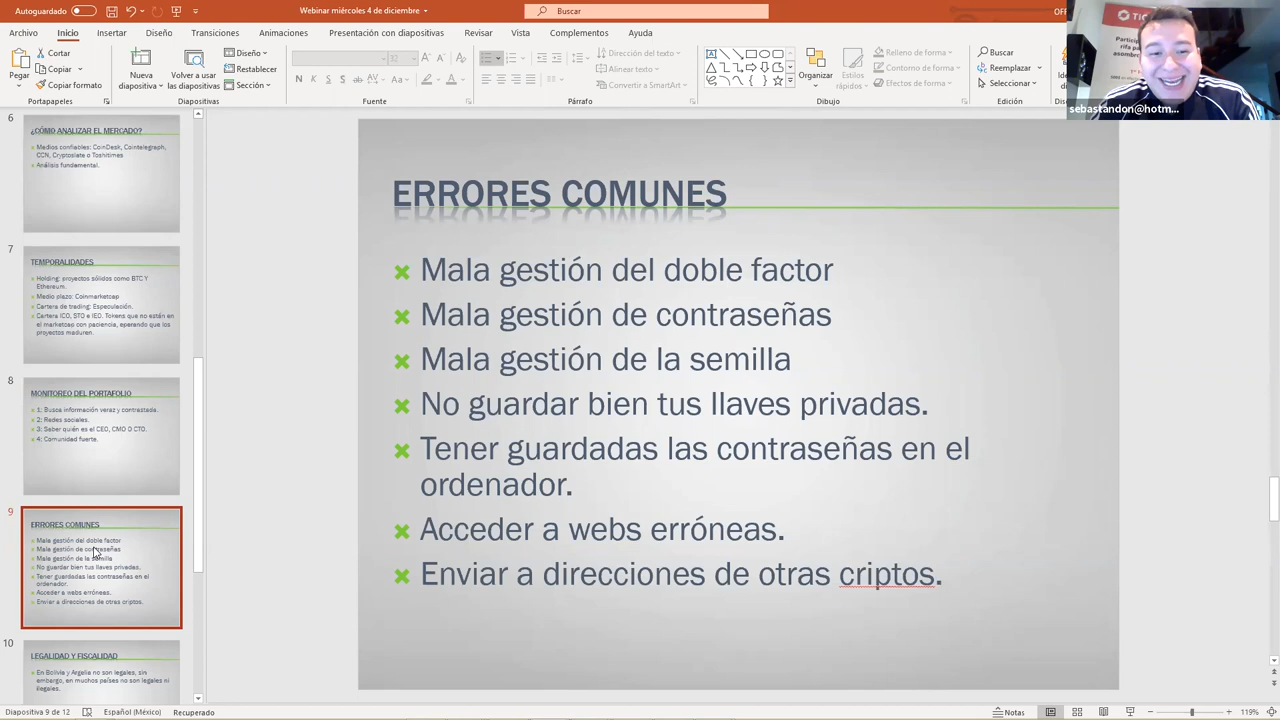 Autoguardado
Webinar miércoles 4 de diciembre
Buscar
Archivo Inicio Insertar Diseño Transiciones Animaciones Presentación con diapositivas Revisar Vista Complementos Ayuda
Pegar
Cortar
Copiar
Copiar formato
Portapapeles
Nueva diapositiva
Volver a usar las diapositivas
Diseño
Restablecer
Sección
Diapositivas
Fuente
Dirección del texto
Alinear texto
Convertir a SmartArt
Párrafo
Organizar
Estilos rápidos
Relleno de forma
Contorno de forma
Efectos de forma
Dibujo
Buscar
Reemplazar
Seleccionar
Edición
sebastandon@hotm...
6
¿CÓMO ANALIZAR EL MERCADO?
Medios confiables: CoinDesk, Cointelegraph,
CCN, Cryptoslate o Toshitimes
Análisis fundamental.
7
TEMPORALIDADES
Holding: proyectos sólidos como BTC Y
Ethereum.
Medio plazo: Coinmarketcap
Cartera de trading: Especulación.
Cartera ICO, STO e IEO. Tokens que no están en
el marketcap con paciencia, esperando que los
proyectos maduren.
8
MONITOREO DEL PORTAFOLIO
1: Busca información veraz y contrastada.
2: Redes sociales.
3: Saber quién es el CEO, CMO O CTO.
4: Comunidad fuerte.
9
ERRORES COMUNES
Mala gestión del doble factor
Mala gestión de contraseñas
Mala gestión de la semilla
No guardar bien tus llaves privadas.
Tener guardadas las contraseñas en el
ordenador.
Acceder a webs erróneas.
Enviar a direcciones de otras criptos.
10
LEGALIDAD Y FISCALIDAD
En Bolivia y Argelia no son legales, sin
embargo, en muchos países no son legales ni
ilegales.
ERRORES COMUNES
Mala gestión del doble factor
Mala gestión de contraseñas
Mala gestión de la semilla
No guardar bien tus llaves privadas.
Tener guardadas las contraseñas en el
ordenador.
Acceder a webs erróneas.
Enviar a direcciones de otras criptos.
Diapositiva 9 de 12
Español (México)
Recuperado
Notas
119%